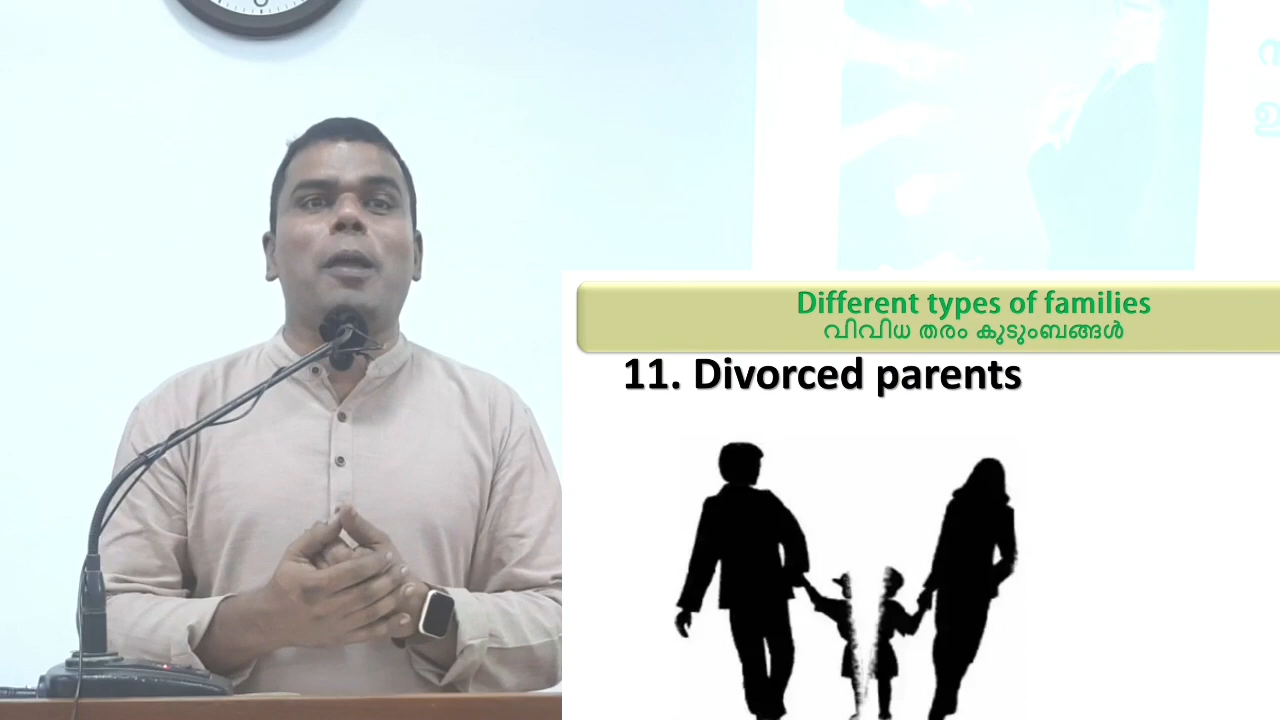 Different types of families
വിവിധ തരം കുടുംബങ്ങൾ
11. Divorced parents